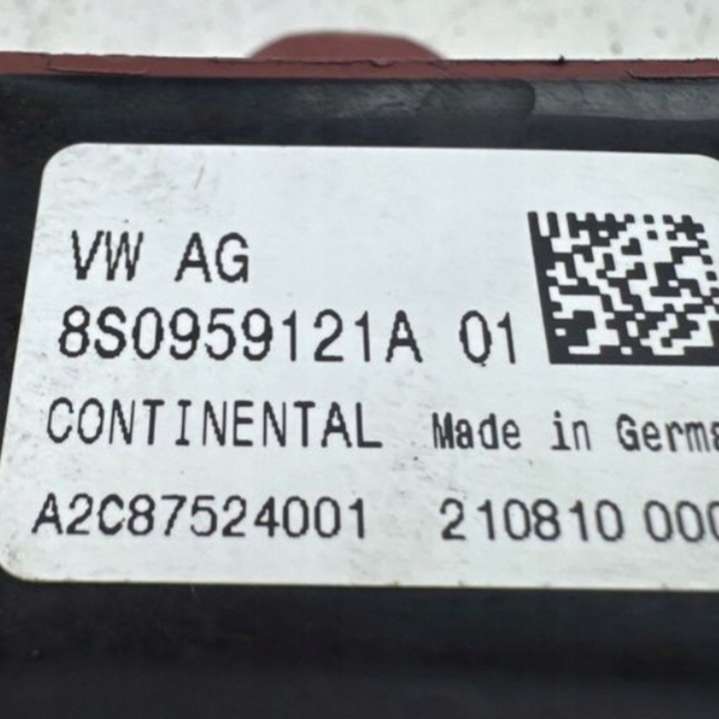 VW AG
8S0959121A 01
CONTINENTAL Made in Germa
A2C87524001 210810 000